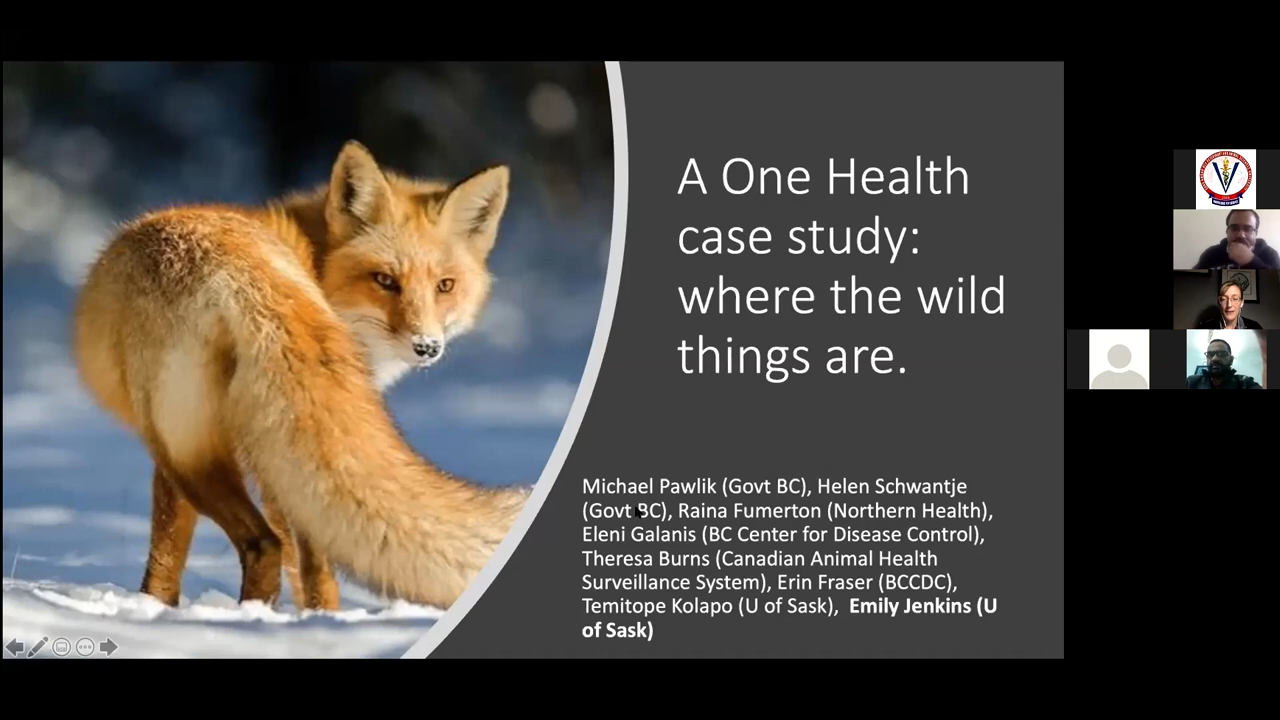 A One Health
case study:
where the wild
things are.
Michael Pawlik (Govt BC), Helen Schwantje
(Govt BC), Raina Fumerton (Northern Health),
Eleni Galanis (BC Center for Disease Control),
Theresa Burns (Canadian Animal Health
Surveillance System), Erin Fraser (BCCDC),
Temitope Kolapo (U of Sask), Emily Jenkins (U
of Sask)